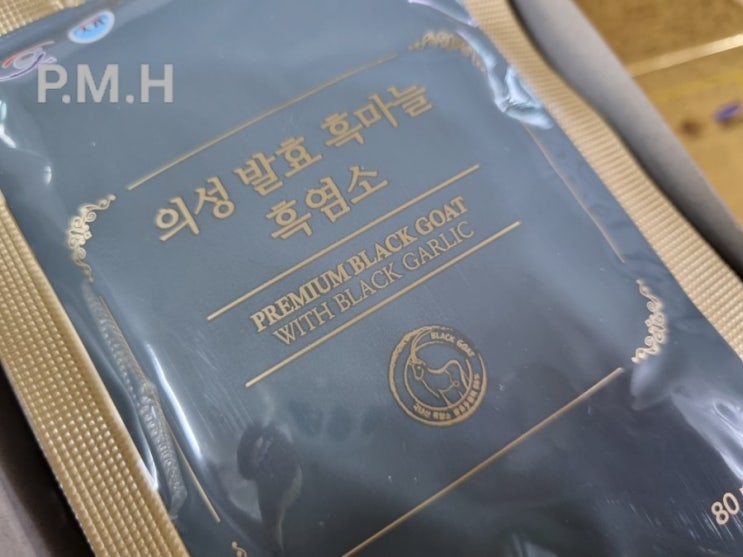 P.M.H
의성 발효 흑마늘
흑염소
PREMIUM BLACK GOAT
WITH BLACK GARLIC
BLACK GOAT
80